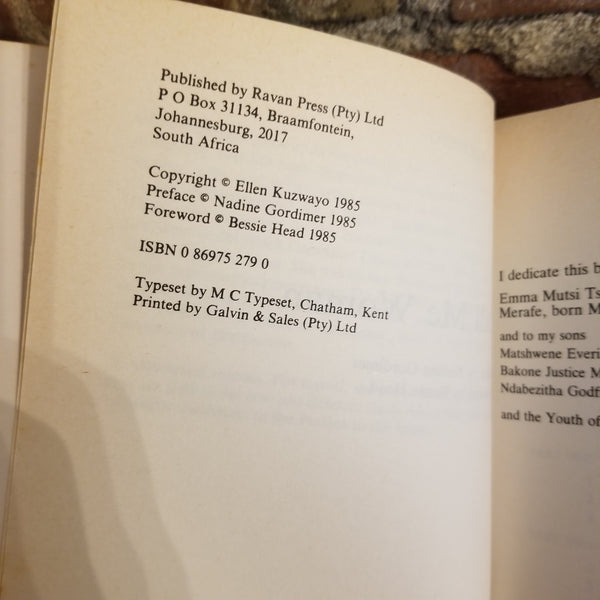 Published by Ravan Press (Pty) Ltd
P O Box 31134, Braamfontein,
Johannesburg, 2017
South Africa
Copyright © Ellen Kuzwayo 1985
Preface © Nadine Gordimer 1985
Foreword © Bessie Head 1985
ISBN 0 86975 279 0
Typeset by M C Typeset, Chatham, Kent
Printed by Galvin & Sales (Pty) Ltd
I dedicate this b
Emma Mutsi Ts
Merafe, born M
and to my sons
Matshwene Everi
Bakone Justice M
Ndabezitha Godf
and the Youth of